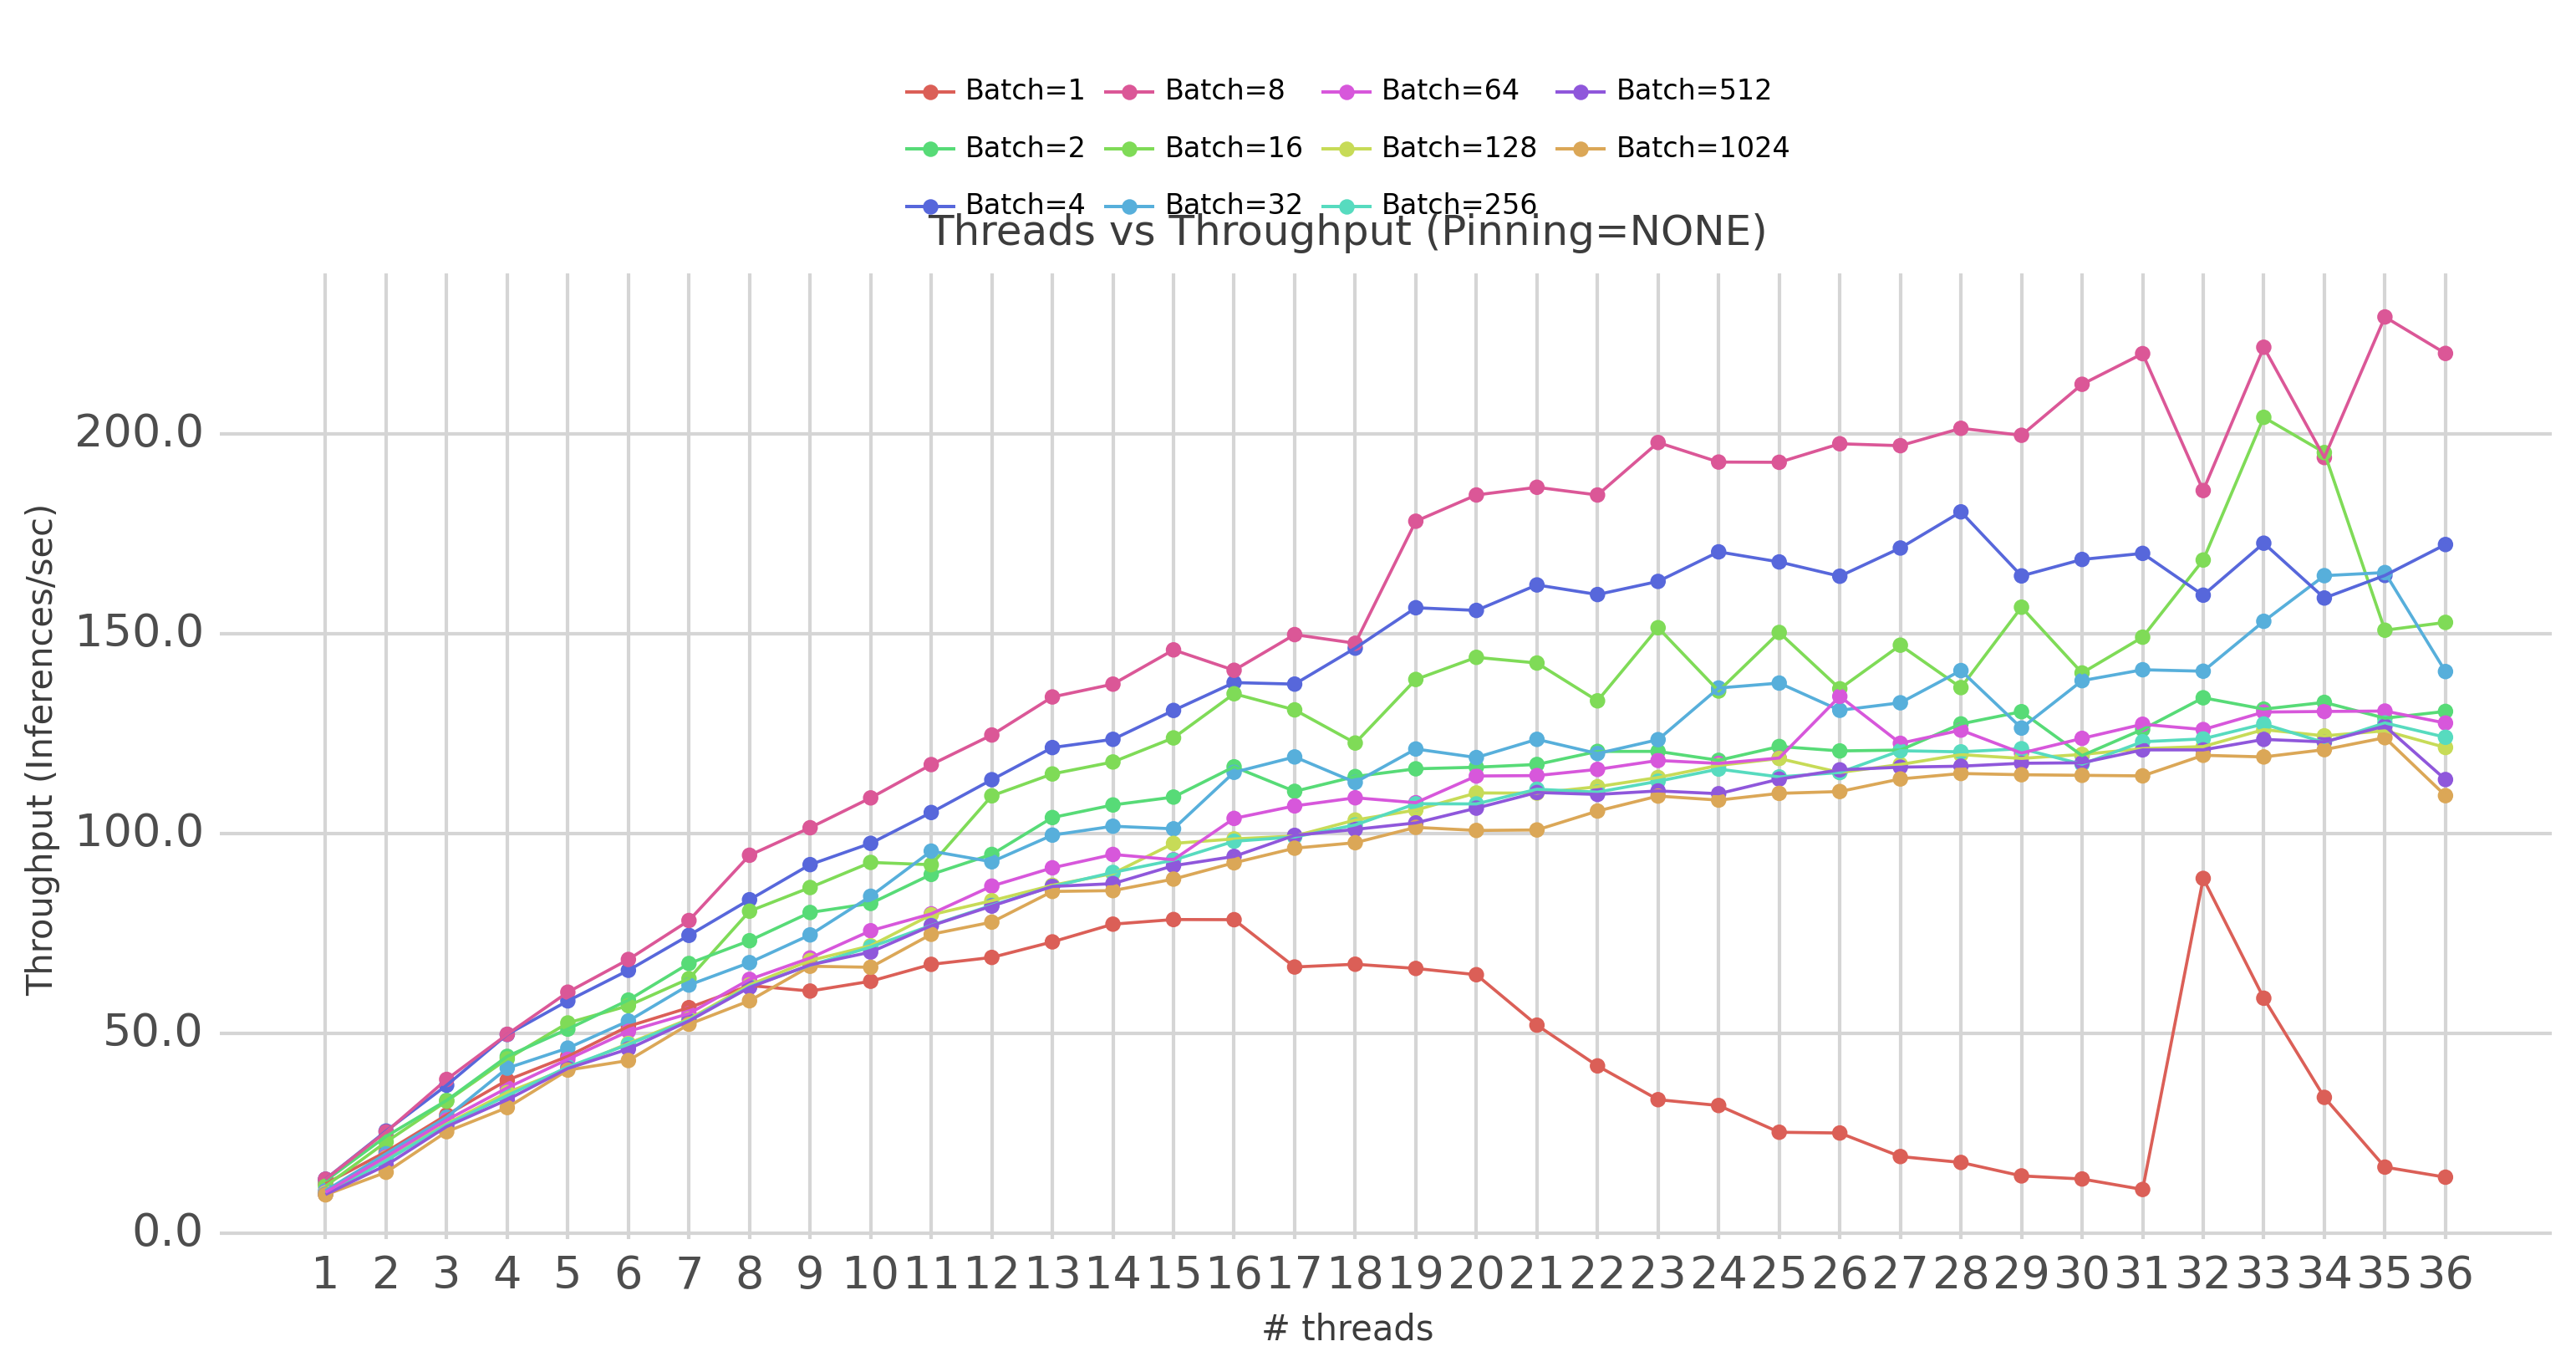 Batch=1 Batch=8 Batch=64 Batch=512
Batch=2 Batch=16 Batch=128 Batch=1024
Batch=4 Batch=32 Batch=256
Threads vs Throughput (Pinning=NONE)
Throughput (Inferences/sec)
200.0
150.0
100.0
50.0
0.0
1 2 3 4 5 6 7 8 9 10 11 12 13 14 15 16 17 18 19 20 21 22 23 24 25 26 27 28 29 30 31 32 33 34 35 36
# threads